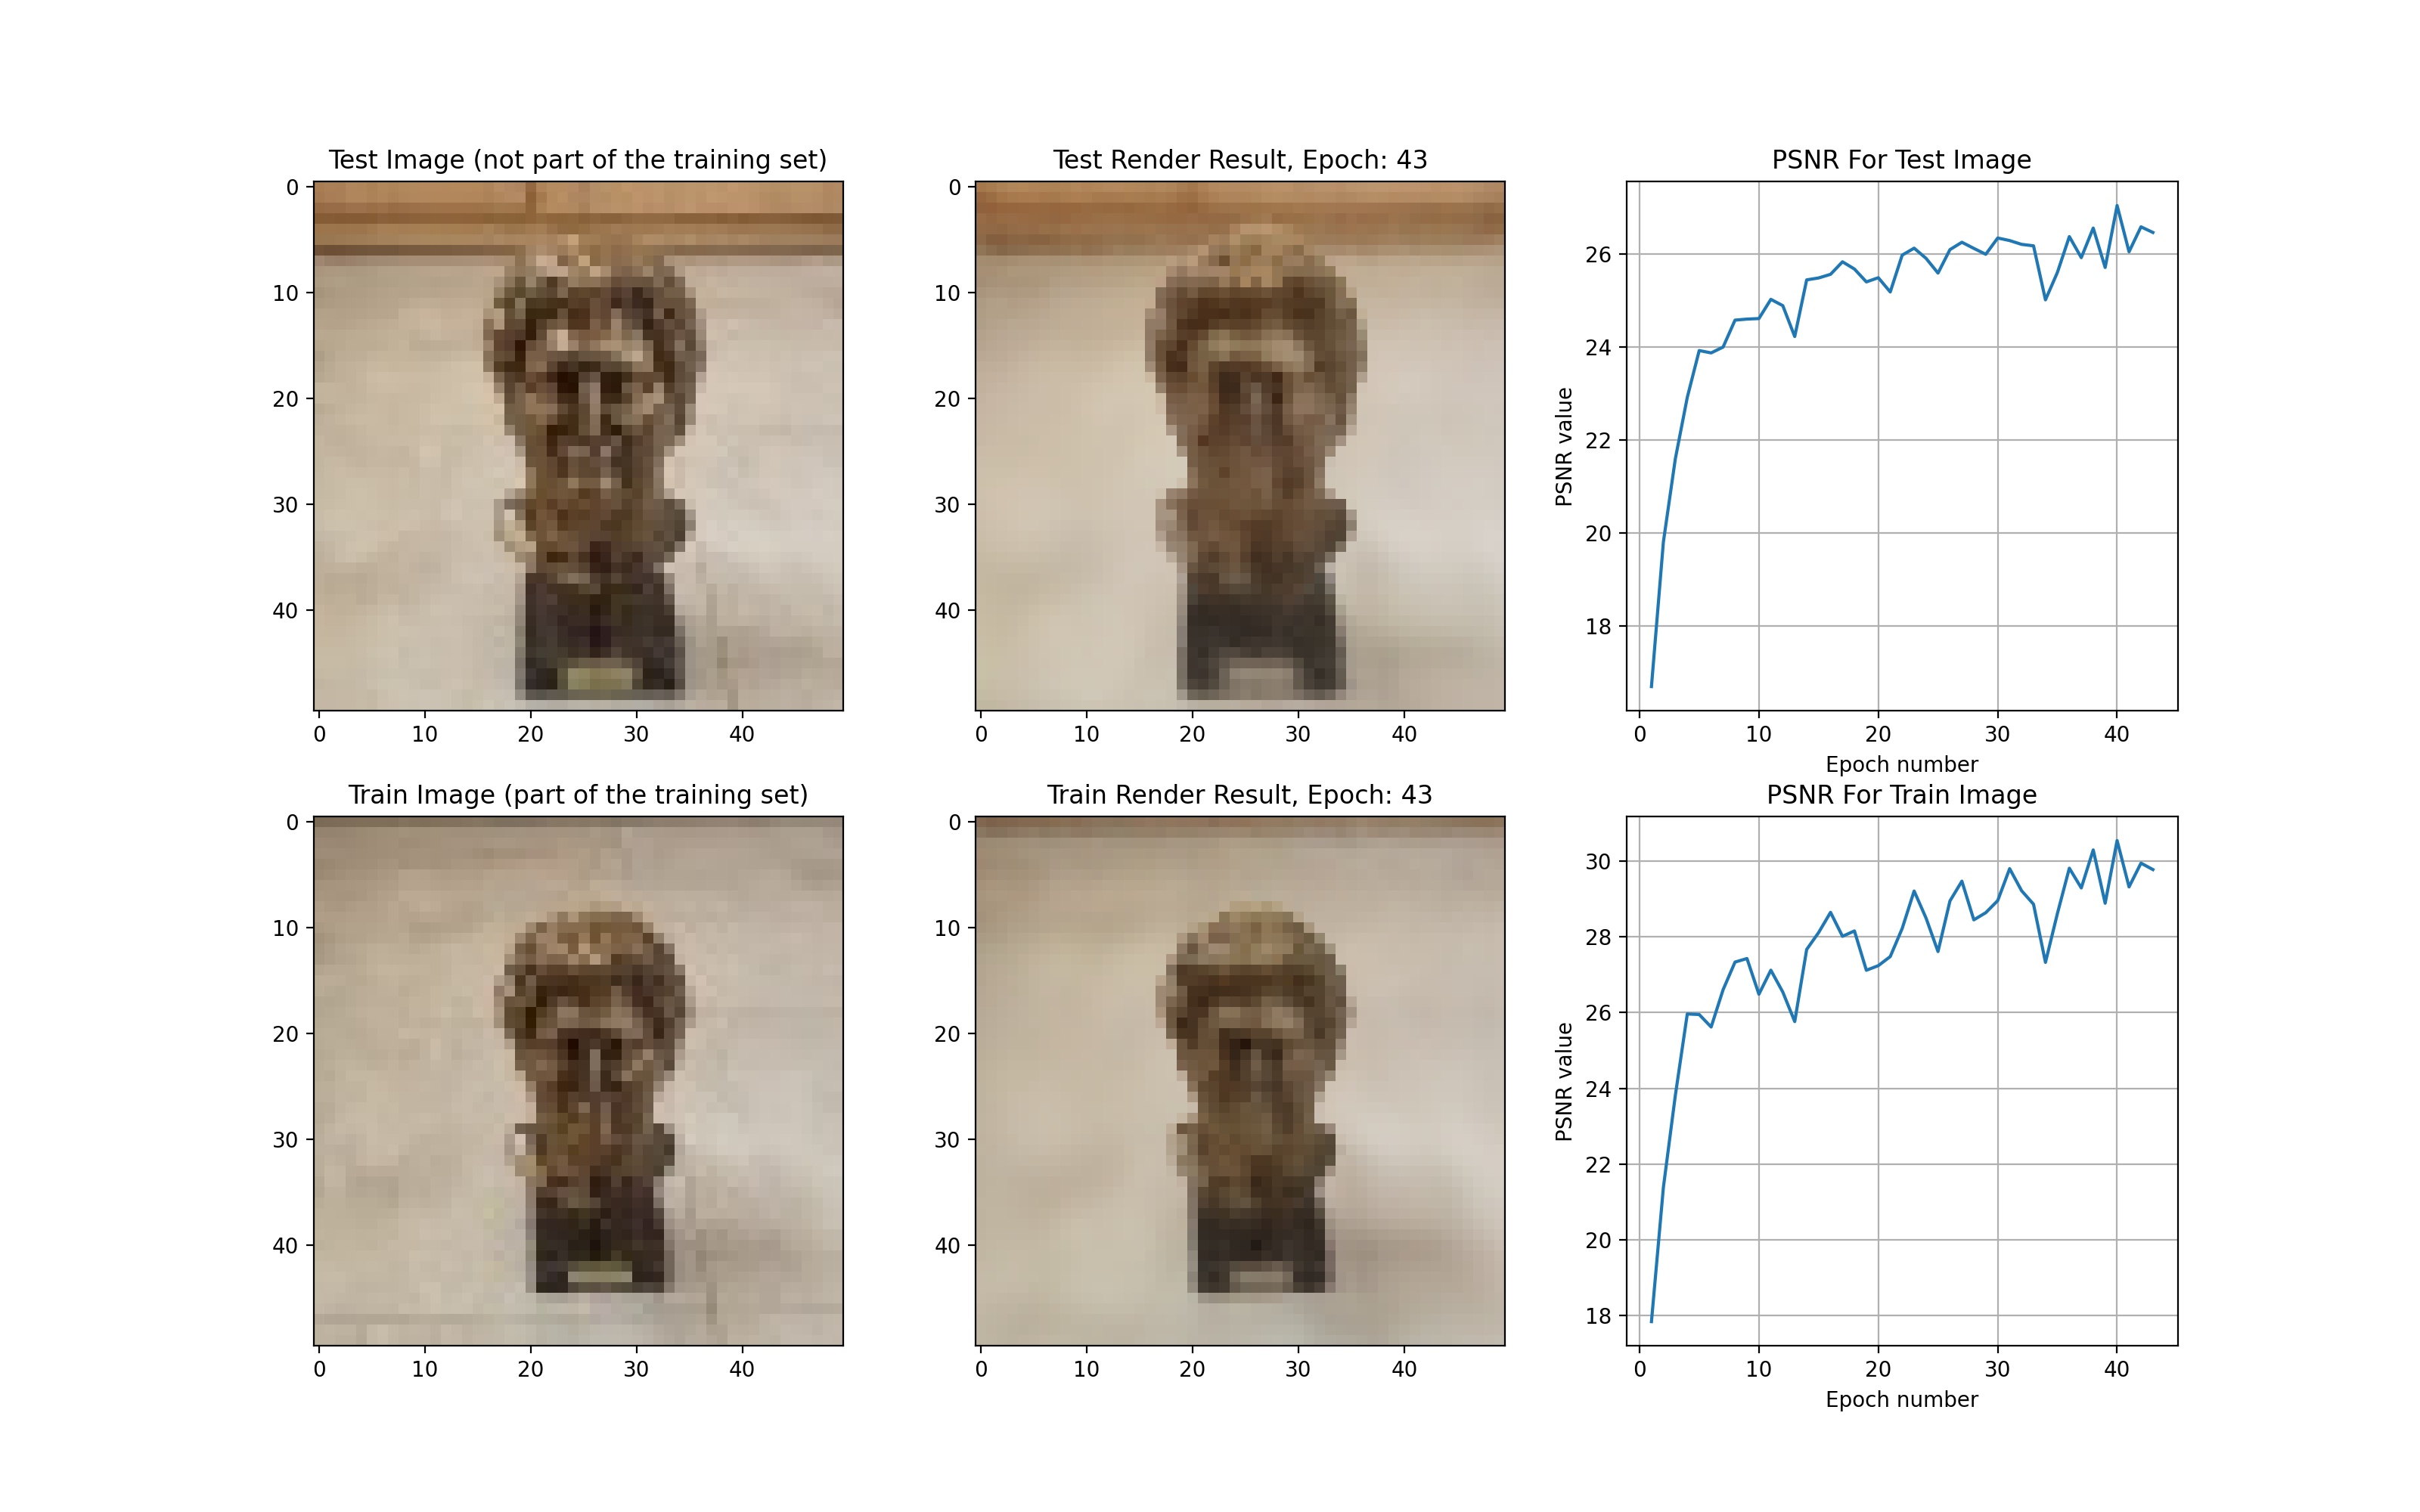 Test Image (not part of the training set)
0
10
20
30
40
0 10 20 30 40
Test Render Result, Epoch: 43
0
10
20
30
40
0 10 20 30 40
PSNR For Test Image
PSNR value
26
24
22
20
18
0 10 20 30 40
Epoch number
Train Image (part of the training set)
0
10
20
30
40
0 10 20 30 40
Train Render Result, Epoch: 43
0
10
20
30
40
0 10 20 30 40
PSNR For Train Image
PSNR value
30
28
26
24
22
20
18
0 10 20 30 40
Epoch number